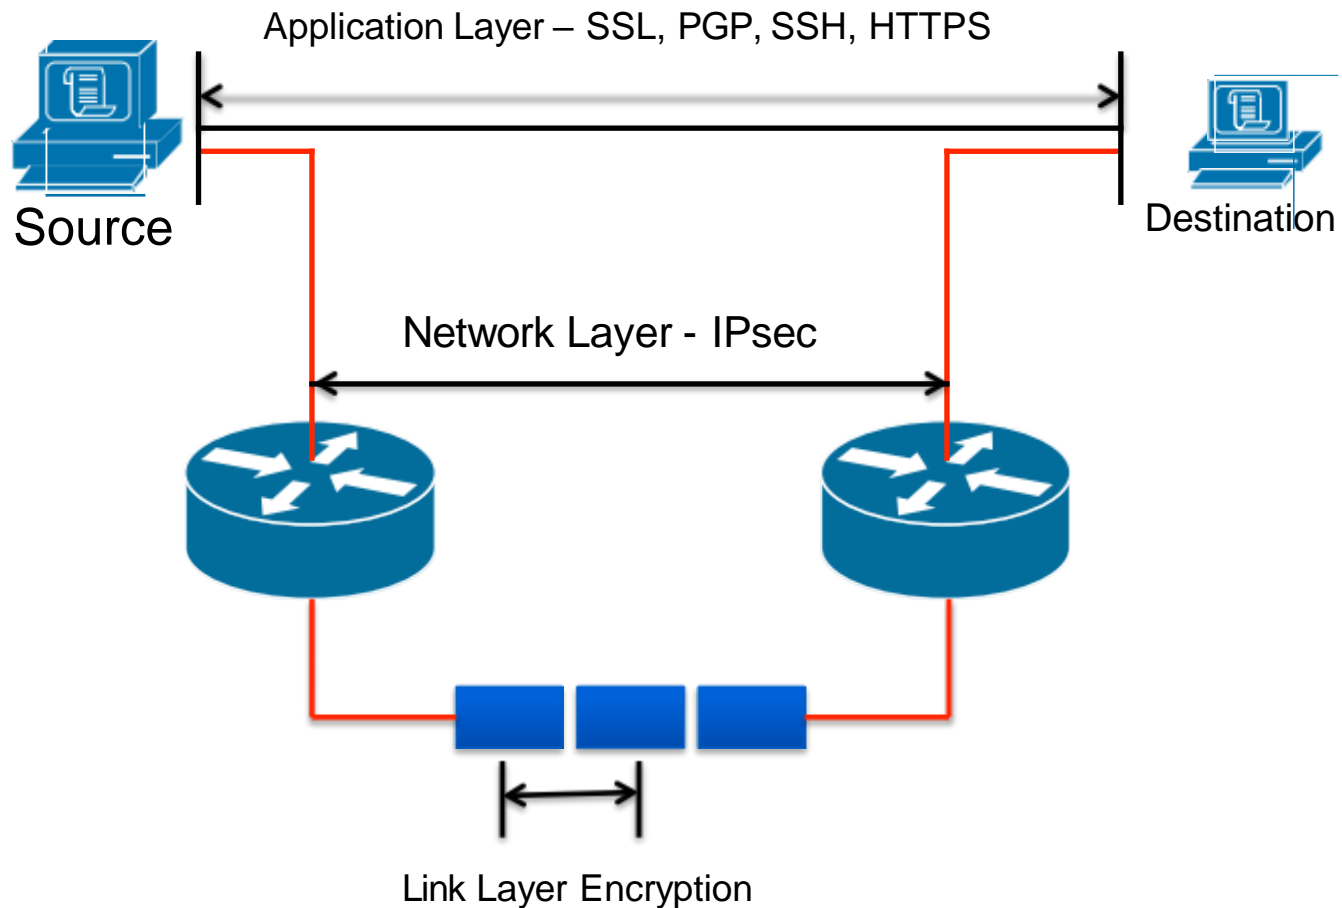 Application Layer – SSL, PGP, SSH, HTTPS
Source
Destination
Network Layer - IPsec
Link Layer Encryption